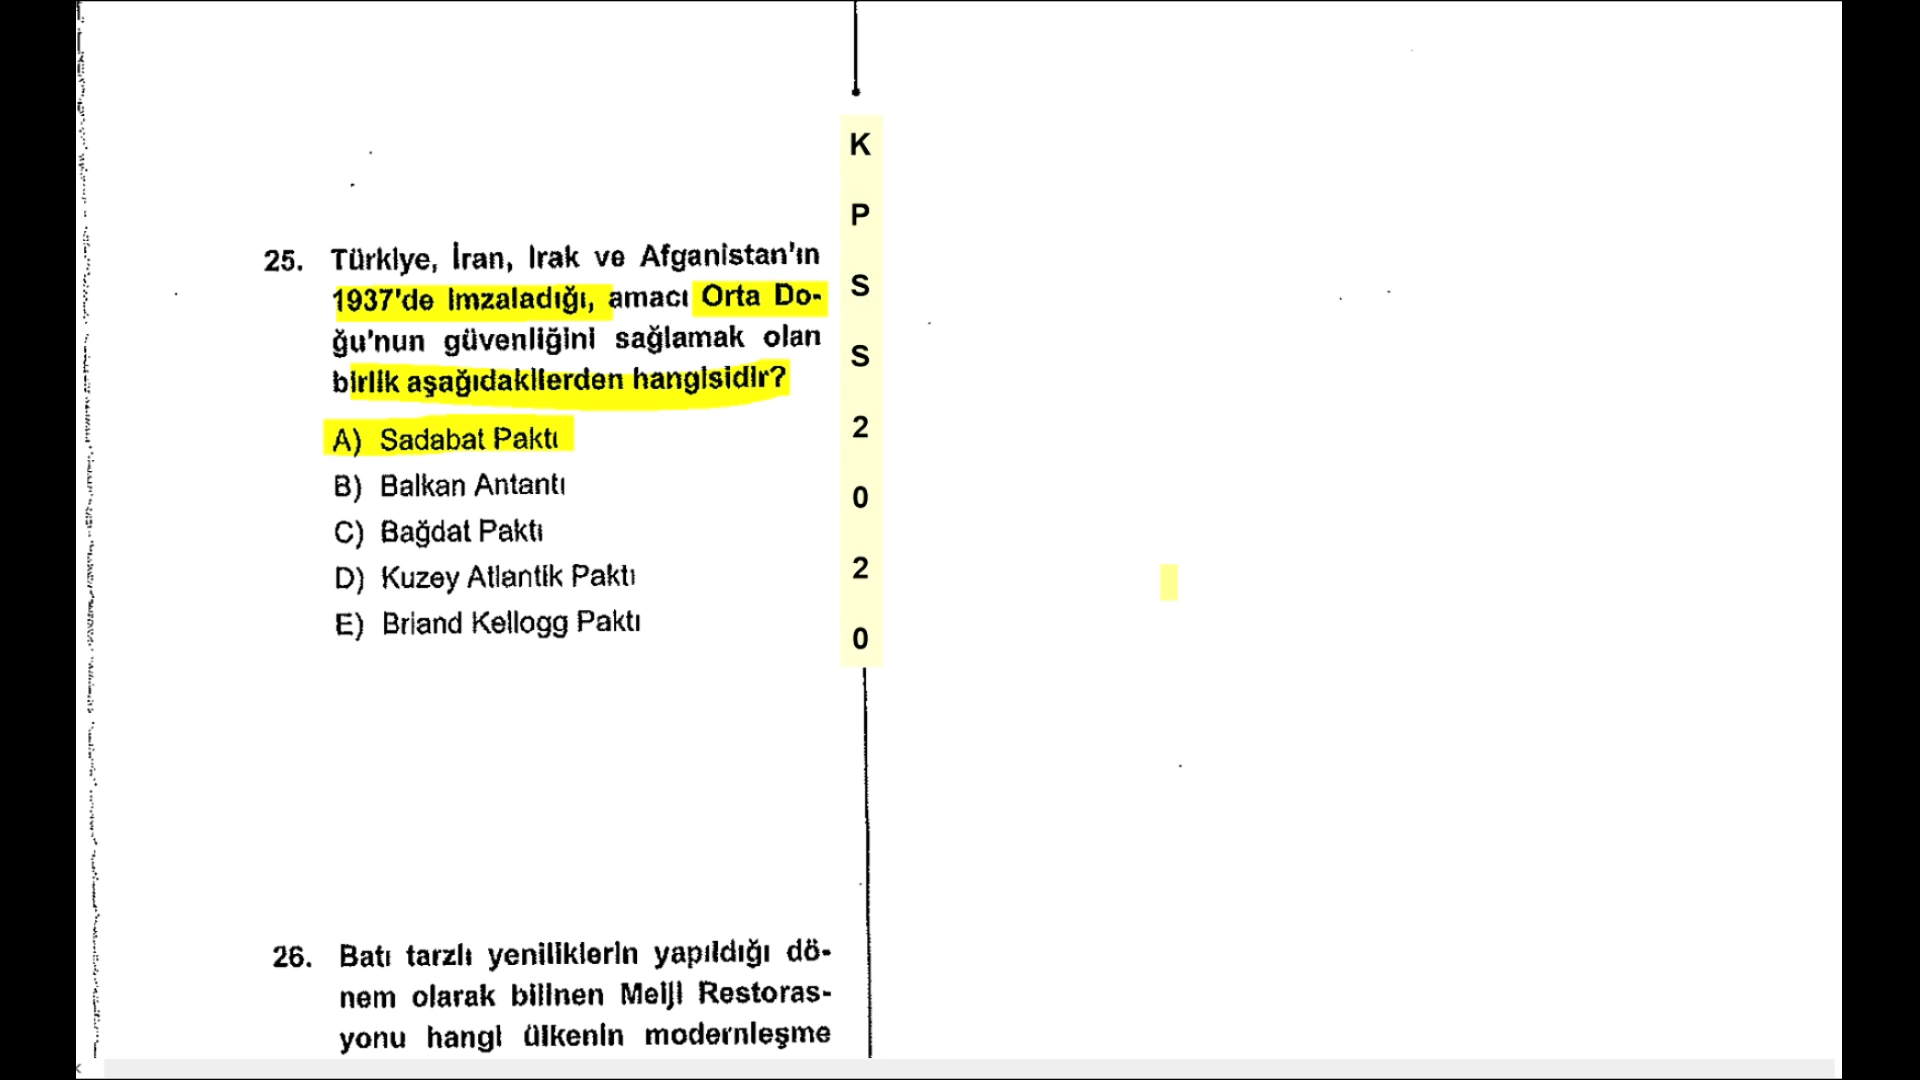 25. Türkiye, İran, Irak ve Afganistan'ın
1937'de imzaladığı, amacı Orta Do-
ğu'nun güvenliğini sağlamak olan
birlik aşağıdakilerden hangisidir?
A) Sadabat Paktı
B) Balkan Antantı
C) Bağdat Paktı
D) Kuzey Atlantik Paktı
E) Briand Kellogg Paktı
26. Batı tarzlı yeniliklerin yapıldığı dö-
nem olarak bilinen Meiji Restoras-
yonu hangi ülkenin modernleşme
K
P
S
S
2
0
2
0